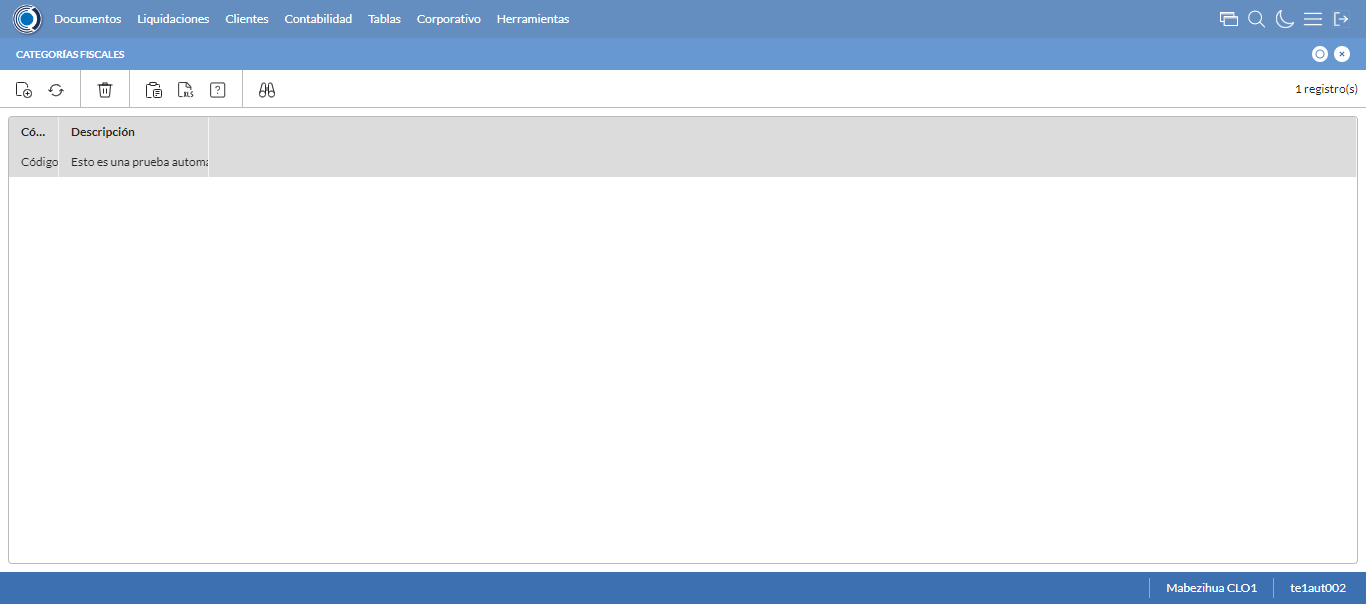 Documentos Liquidaciones Clientes Contabilidad Tablas Corporativo Herramientas
CATEGORÍAS FISCALES
XLS ? 1 registro(s)
Có... Descripción
Código Esto es una prueba automa
Mabezihua CLO1 te1aut002